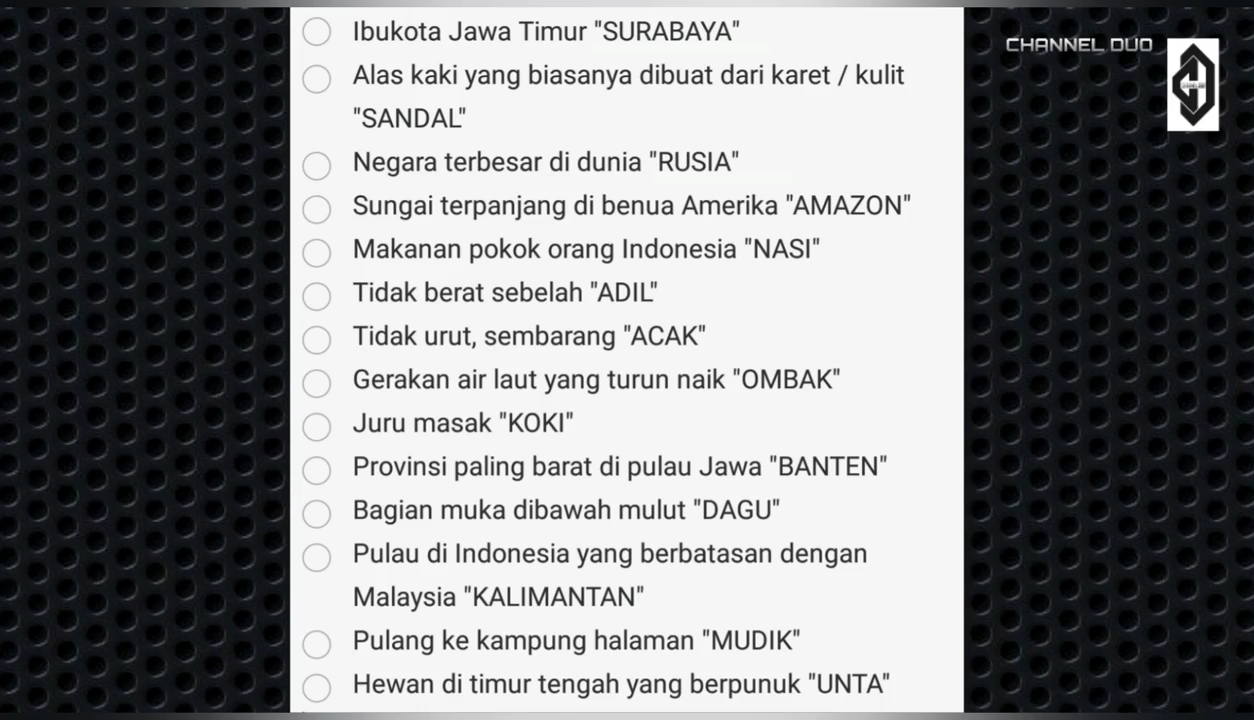 CHANNEL DUO
Ibukota Jawa Timur "SURABAYA"
Alas kaki yang biasanya dibuat dari karet / kulit
"SANDAL"
Negara terbesar di dunia "RUSIA"
Sungai terpanjang di benua Amerika "AMAZON"
Makanan pokok orang Indonesia "NASI"
Tidak berat sebelah "ADIL"
Tidak urut, sembarang "ACAK"
Gerakan air laut yang turun naik "OMBAK"
Juru masak "KOKI"
Provinsi paling barat di pulau Jawa "BANTEN"
Bagian muka dibawah mulut "DAGU"
Pulau di Indonesia yang berbatasan dengan
Malaysia "KALIMANTAN"
Pulang ke kampung halaman "MUDIK"
Hewan di timur tengah yang berpunuk "UNTA"